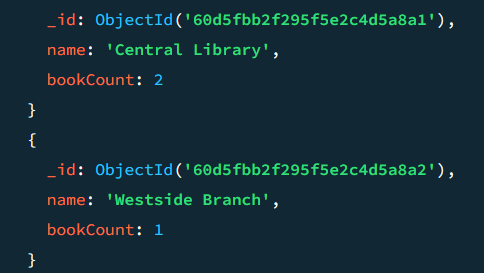 _id: ObjectId('60d5fbb2f295f5e2c4d5a8a1'),
name: 'Central Library',
bookCount: 2
}
{
_id: ObjectId('60d5fbb2f295f5e2c4d5a8a2'),
name: 'Westside Branch',
bookCount: 1
}